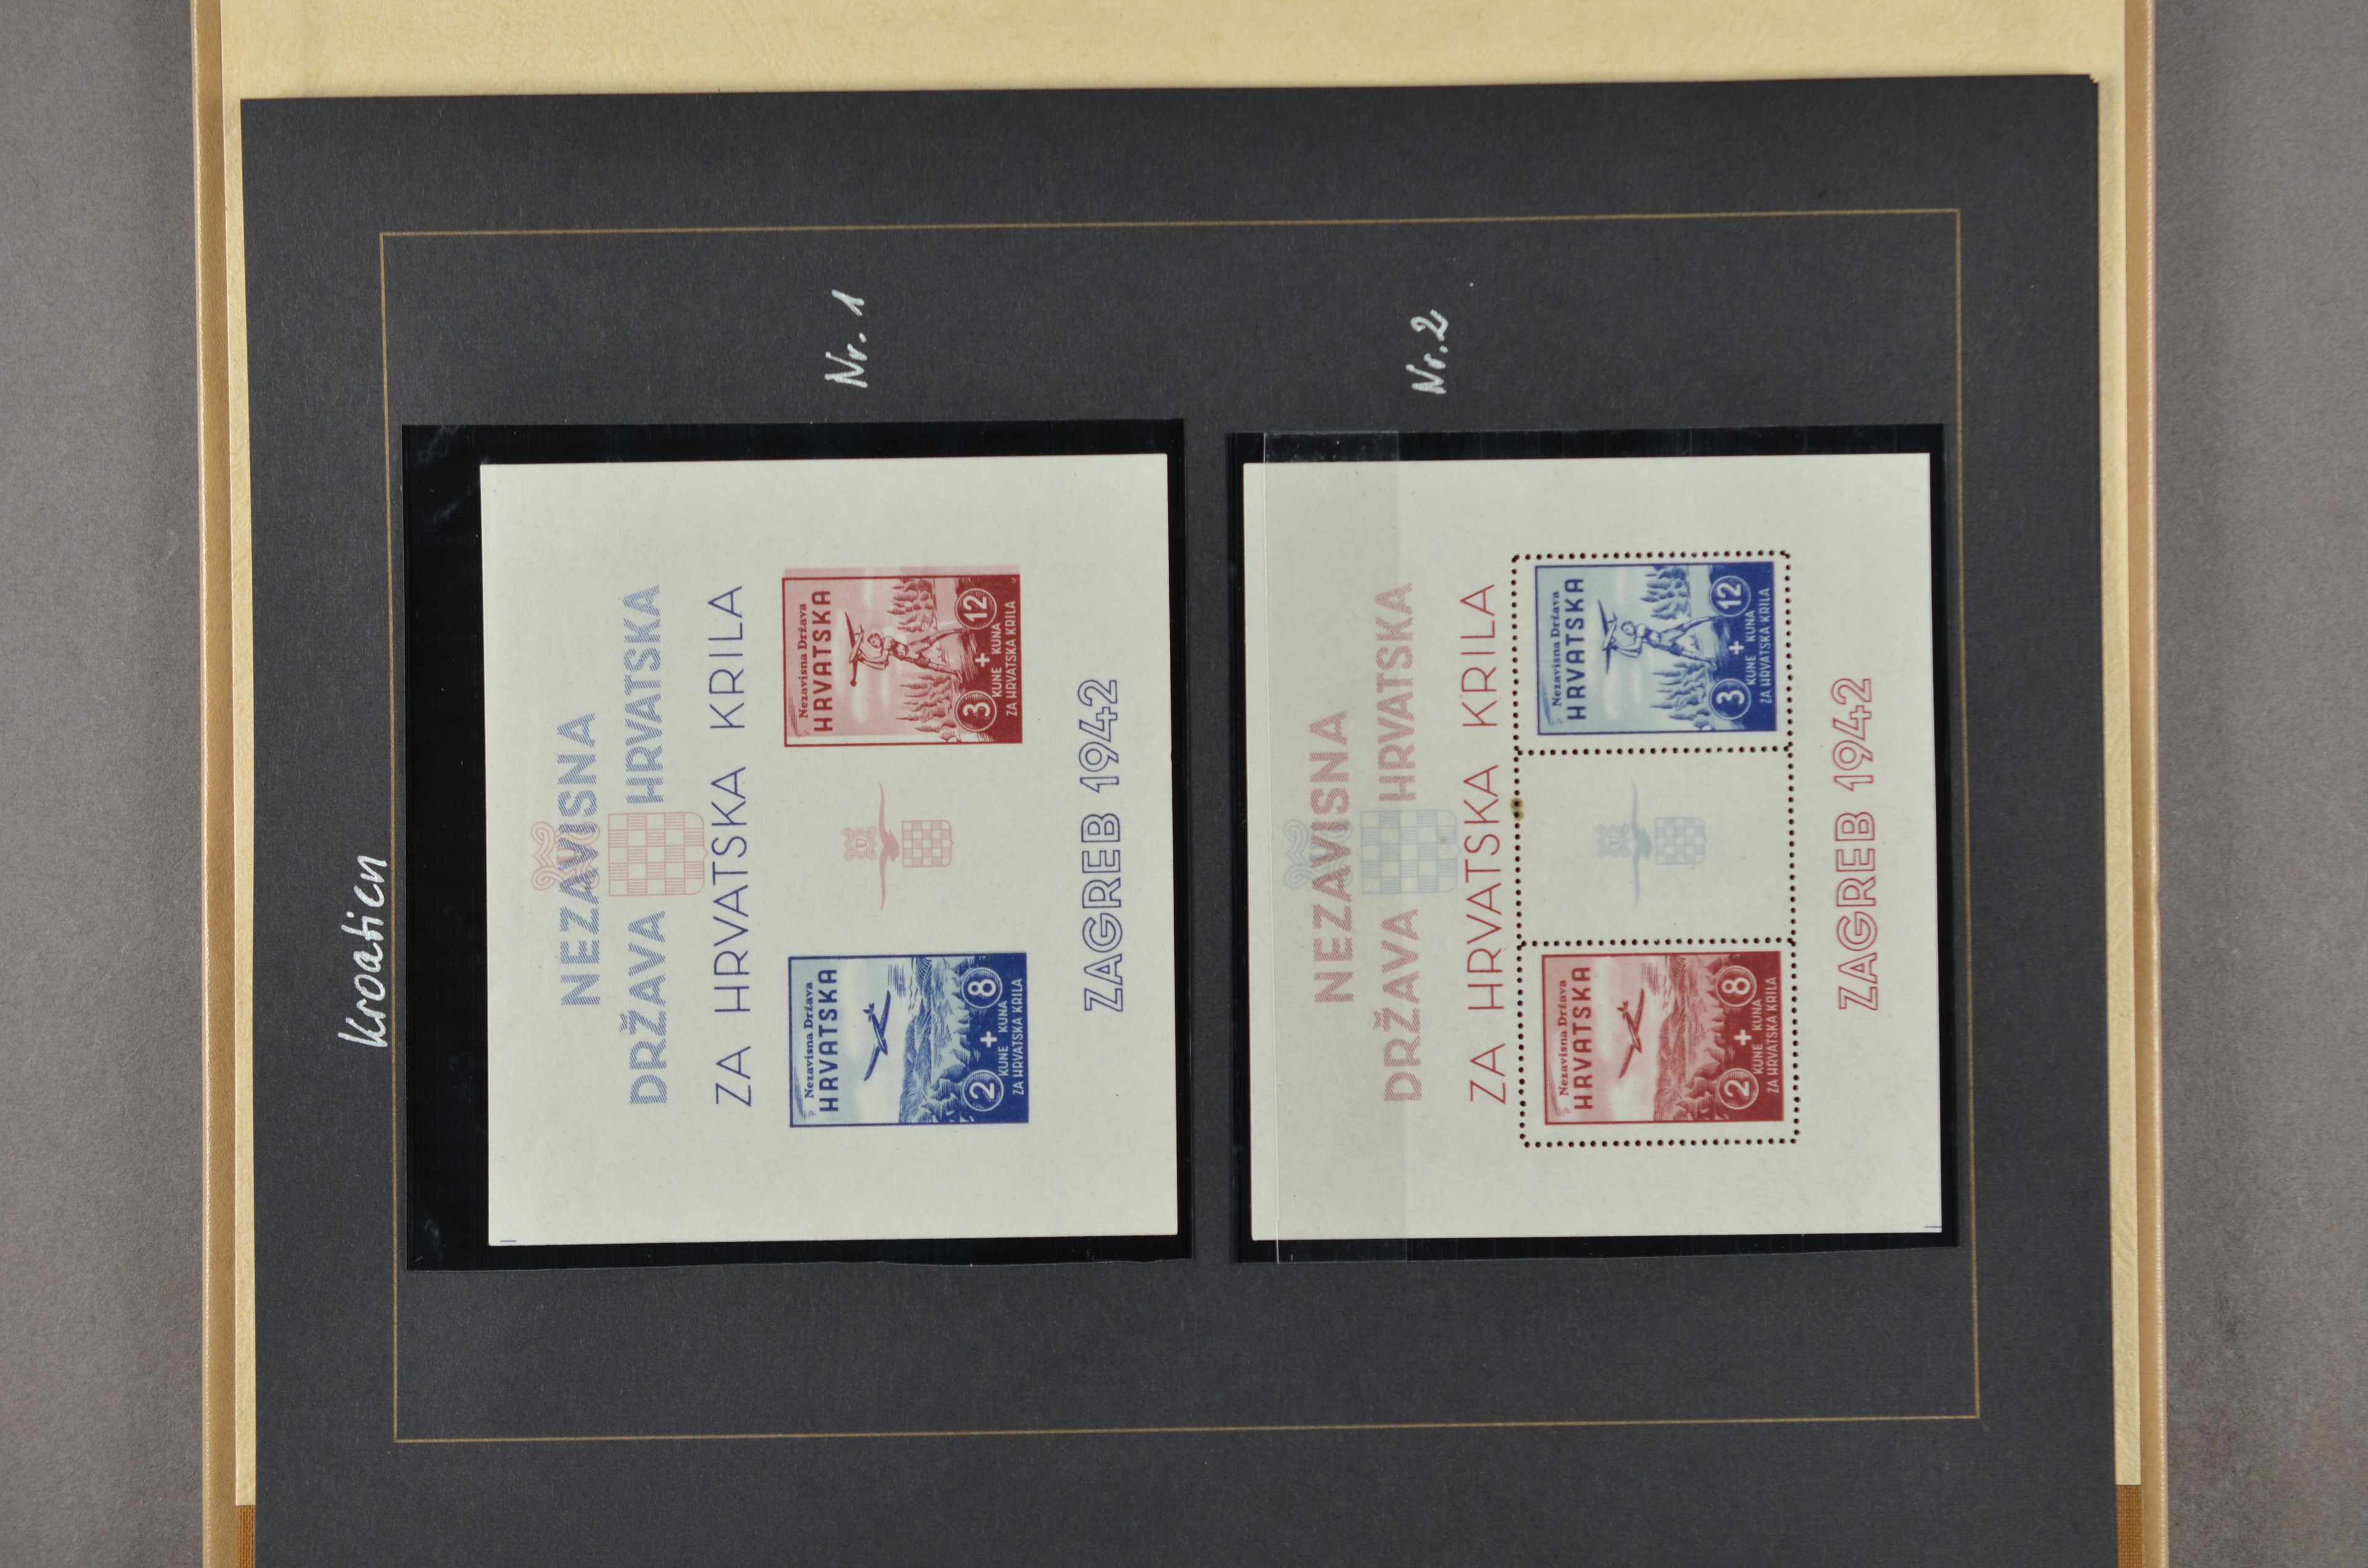 Kroatien
Nr. 1
NEZAVISNA
DRŽAVA HRVATSKA
ZA HRVATSKA KRILA
Nezavisna Država
HRVATSKA
2 + 8
KUNE KUNA
ZA HRVATSKA KRILA
Nezavisna Država
HRVATSKA
3 + 12
KUNE KUNA
ZA HRVATSKA KRILA
ZAGREB 1942
Nr. 2
NEZAVISNA
DRŽAVA HRVATSKA
ZA HRVATSKA KRILA
Nezavisna Država
HRVATSKA
2 + 8
KUNE KUNA
ZA HRVATSKA KRILA
Nezavisna Država
HRVATSKA
3 + 12
KUNE KUNA
ZA HRVATSKA KRILA
ZAGREB 1942